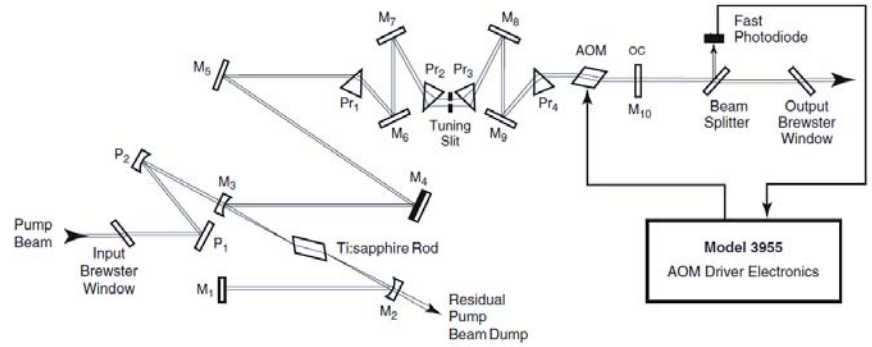 M7
M8
M5
Pr2
Pr3
AOM
OC
Fast
Photodiode
Pr1
Pr4
M6
Tuning
Slit
M9
M10
Beam
Splitter
Output
Brewster
Window
P2
M3
M4
Pump
Beam
P1
Input
Brewster
Window
Ti:sapphire Rod
M1
M2
Residual
Pump
Beam Dump
Model 3955
AOM Driver Electronics